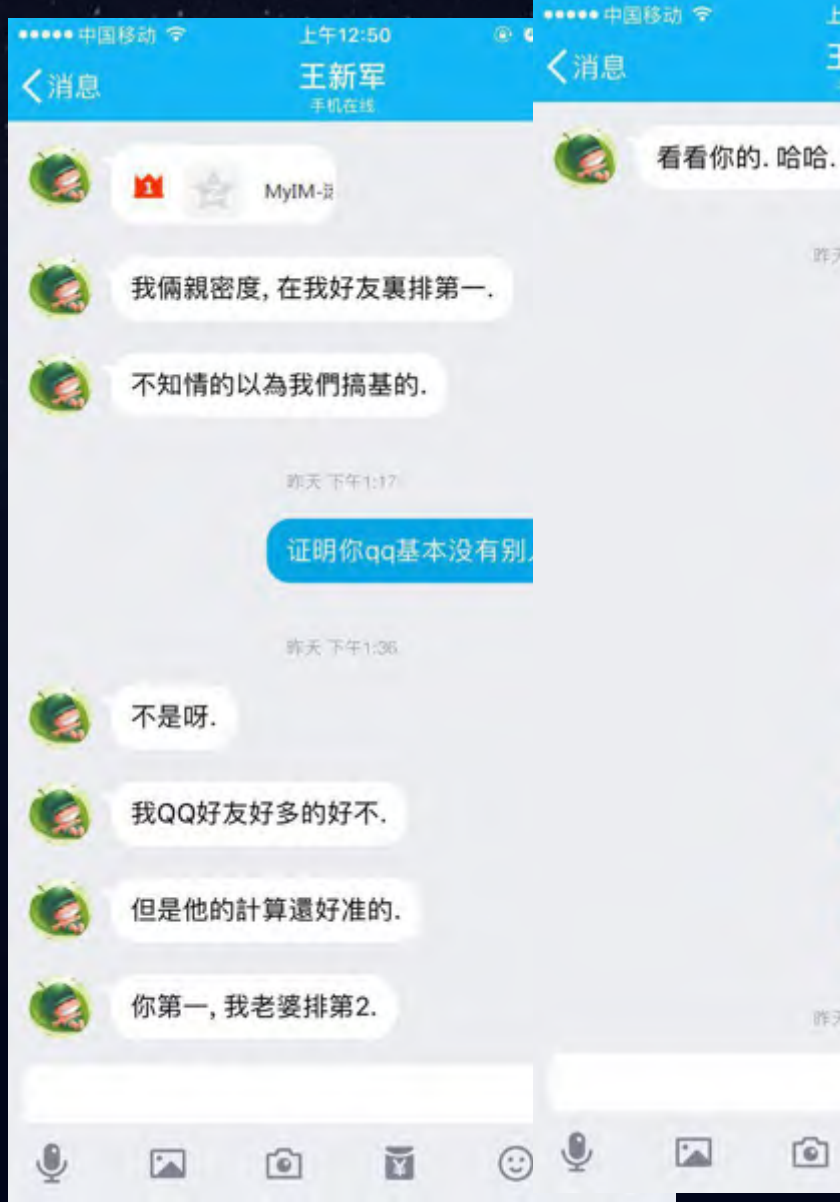 中国移动
上午12:50
消息
王新军
手机在线
1
MyIM-
我倆親密度, 在我好友裏排第一.
不知情的以為我們搞基的.
昨天 下午1:17
证明你qq基本没有别
昨天 下午1:36
不是呀.
我QQ好友好多的好不.
但是他的計算還好准的.
你第一, 我老婆排第2.
中国移动
消息
看看你的. 哈哈.
昨
昨